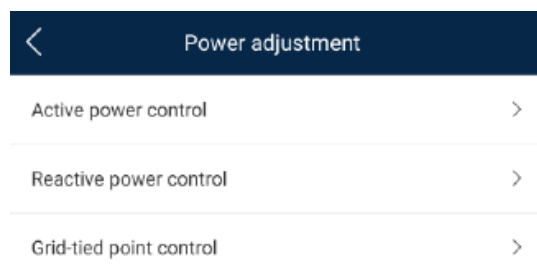 Power adjustment
Active power control
Reactive power control
Grid-tied point control